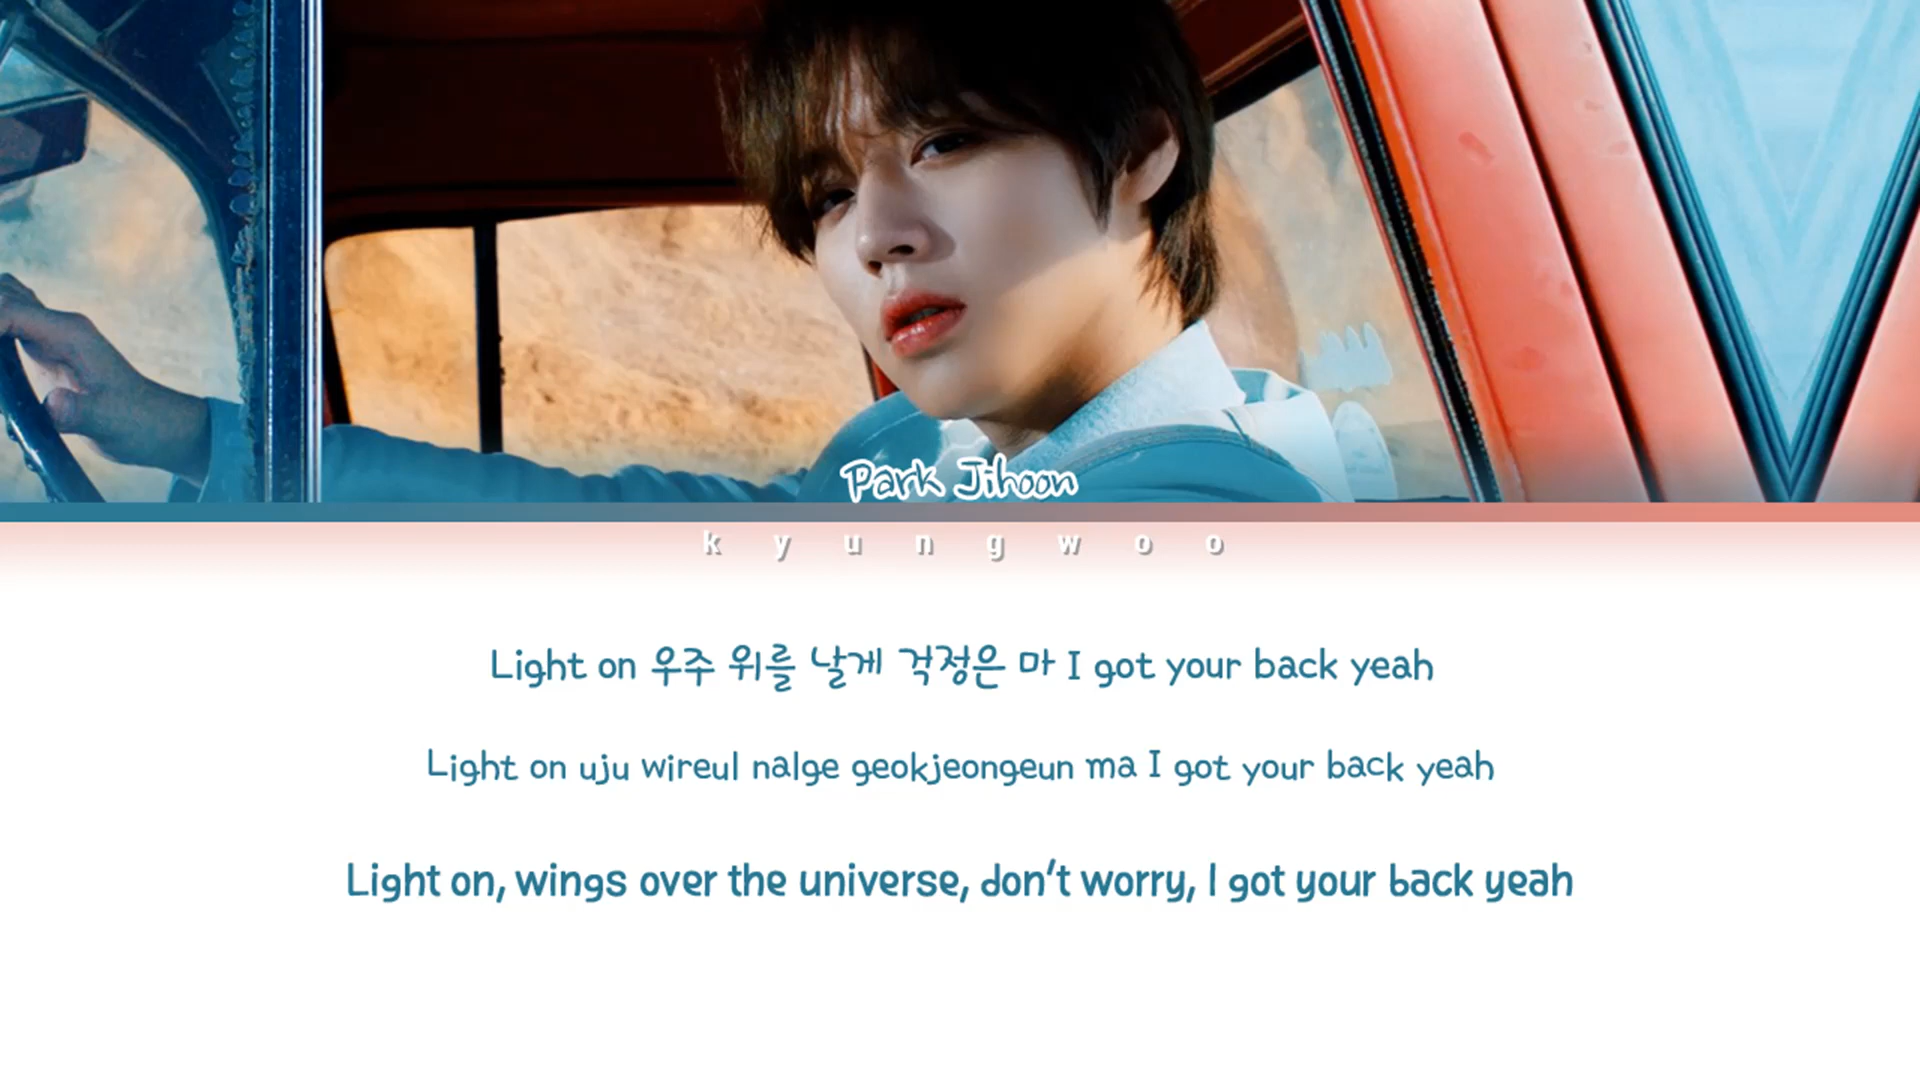 Park Jihoon
kyungwoo
Light on 우주 위를 날게 걱정은 마 I got your back yeah
Light on uju wireul nalge geokjeongeun ma I got your back yeah
Light on, wings over the universe, don't worry, I got your back yeah